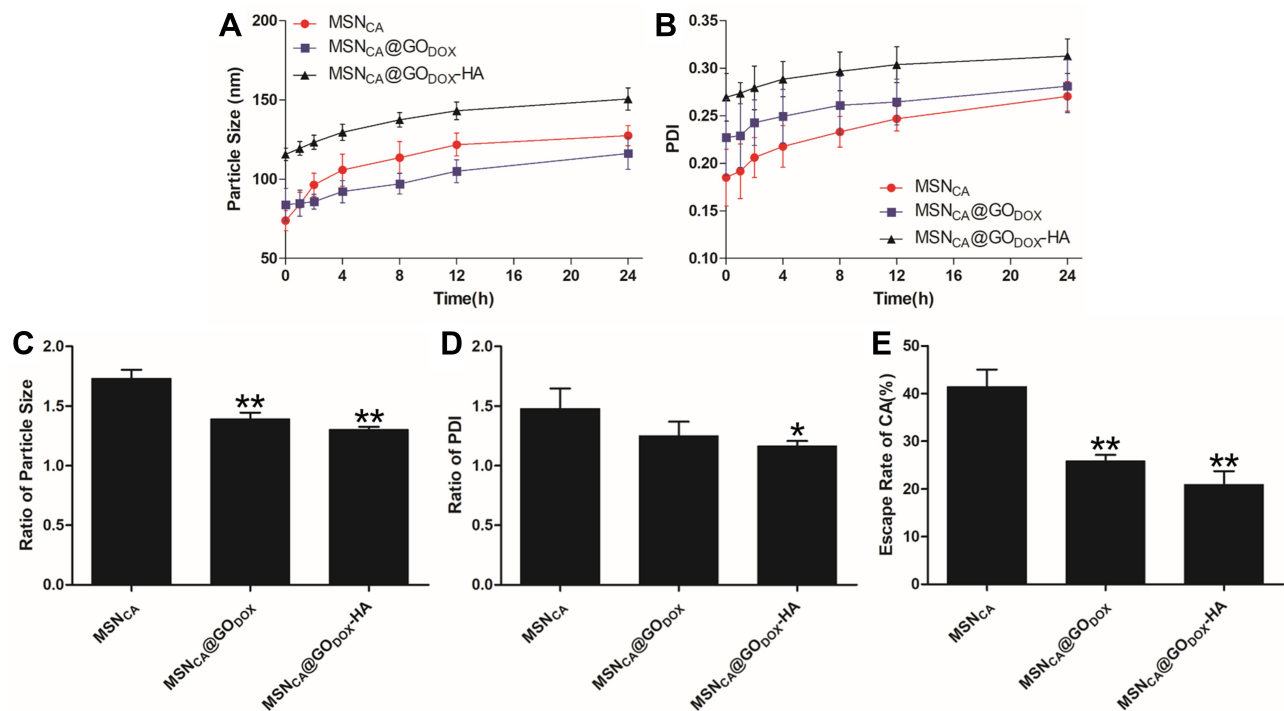 A
Particle Size (nm)
200
150
100
50
0 4 8 12 16 20 24
Time(h)
MSNCA
MSNCA@GODOX
MSNCA@GODOX-HA
B
PDI
0.35
0.30
0.25
0.20
0.15
0.10
0 4 8 12 16 20 24
Time(h)
MSNCA
MSNCA@GODOX
MSNCA@GODOX-HA
C
Ratio of Particle Size
2.0
1.5
1.0
0.5
0.0
**
**
MSNCA
MSNCA@GODOX
MSNCA@GODOX-HA
D
Ratio of PDI
2.0
1.5
1.0
0.5
0.0
*
MSNCA
MSNCA@GODOX
MSNCA@GODOX-HA
E
Escape Rate of CA(%)
50
40
30
20
10
0
**
**
MSNCA
MSNCA@GODOX
MSNCA@GODOX-HA